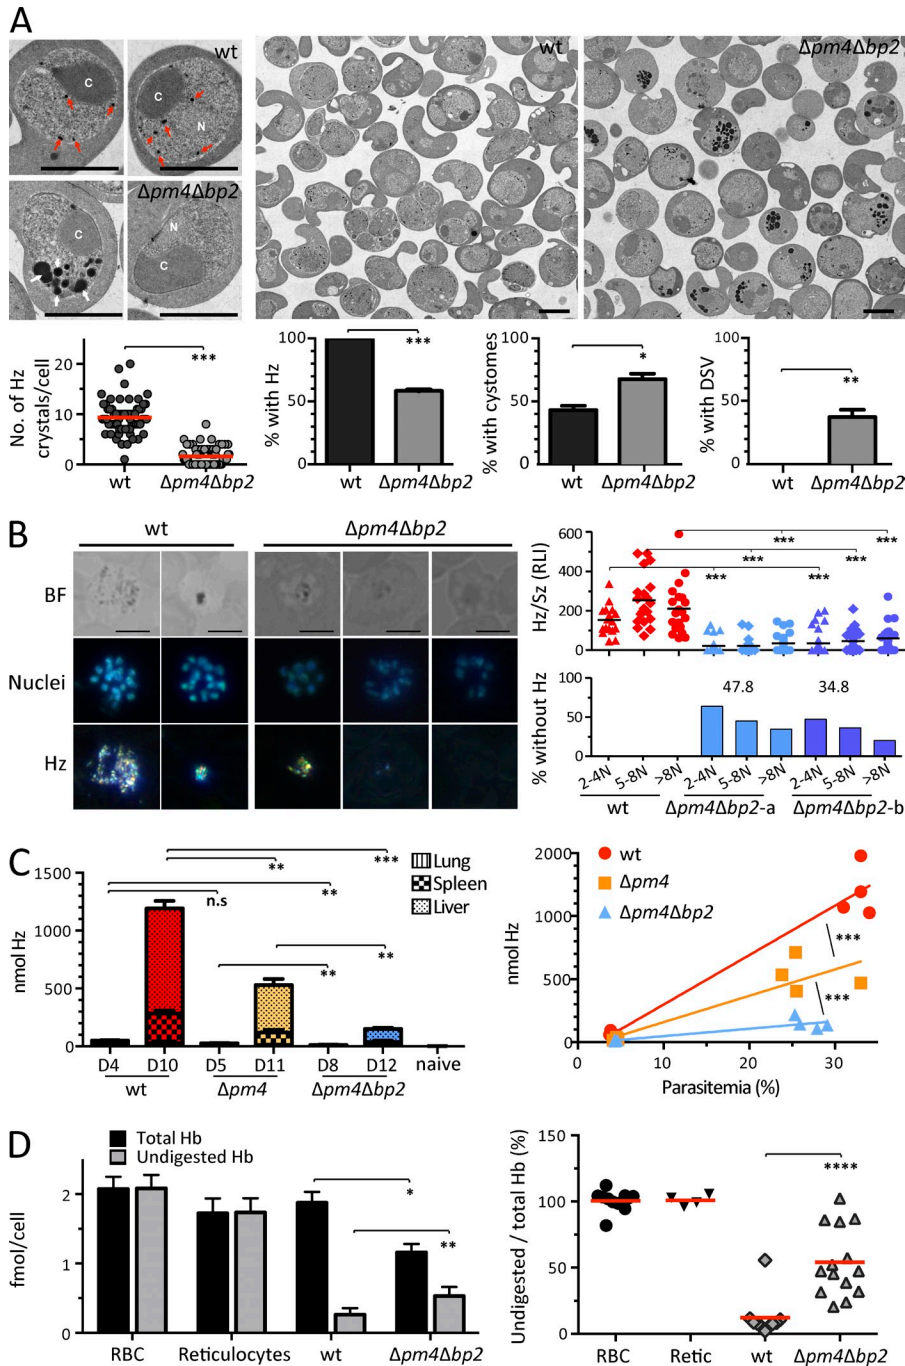 A
wt
wt
Δpm4Δbp2
C
C
N
Δpm4Δbp2
C
N
C
No. of Hz
crystals/cell
20
10
0
***
wt
Δpm4Δbp2
% with Hz
100
50
0
***
wt
Δpm4Δbp2
% with cystomes
100
50
0
*
wt
Δpm4Δbp2
% with DSV
100
50
0
**
wt
Δpm4Δbp2
B
wt
Δpm4Δbp2
BF
Nuclei
Hz
Hz/Sz (RLI)
600
400
200
0
***
***
***
***
***
***
% without Hz
100
50
0
47.8
34.8
2-4N
5-8N
>8N
2-4N
5-8N
>8N
2-4N
5-8N
>8N
wt
Δpm4Δbp2-a
Δpm4Δbp2-b
C
nmol Hz
1500
1000
500
0
n.s
**
**
***
**
**
Lung
Spleen
Liver
D4
D10
D5
D11
D8
D12
naive
wt
Δpm4
Δpm4Δbp2
nmol Hz
2000
1000
500
0
wt
Δpm4
Δpm4Δbp2
***
***
0
10
20
30
Parasitemia (%)
D
Total Hb
Undigested Hb
fmol/cell
2
1
0
*
**
RBC
Reticulocytes
wt
Δpm4Δbp2
Undigested / total Hb (%)
150
100
50
0
****
RBC
Retic
wt
Δpm4Δbp2